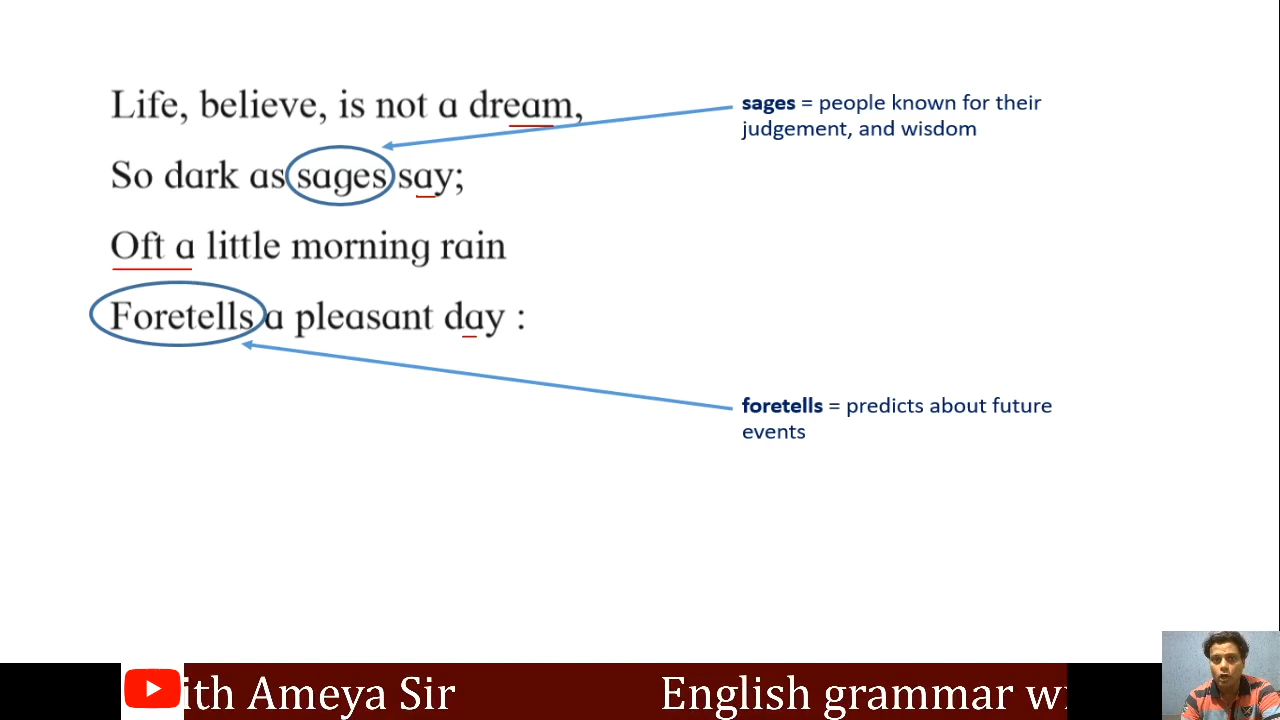 Life, believe, is not a dream,
So dark as sages say;
Oft a little morning rain
Foretells a pleasant day :
sages = people known for their
judgement, and wisdom
foretells = predicts about future
events
ith Ameya Sir
English grammar wi